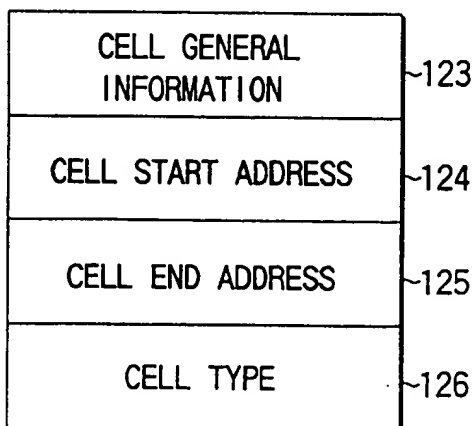 CELL GENERAL
INFORMATION
123
CELL START ADDRESS
124
CELL END ADDRESS
125
CELL TYPE
126